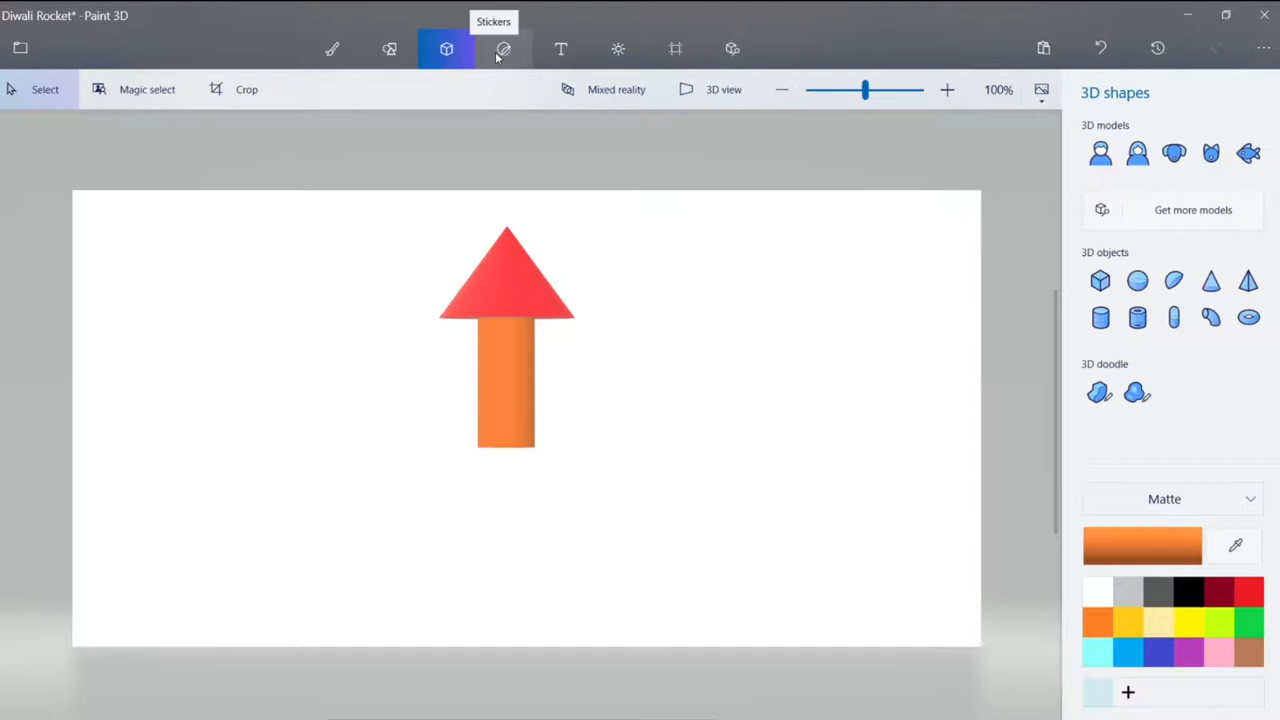 Diwali Rocket* - Paint 3D
Stickers
Select
Magic select
Crop
Mixed reality
3D view
100%
3D shapes
3D models
Get more models
3D objects
3D doodle
Matte